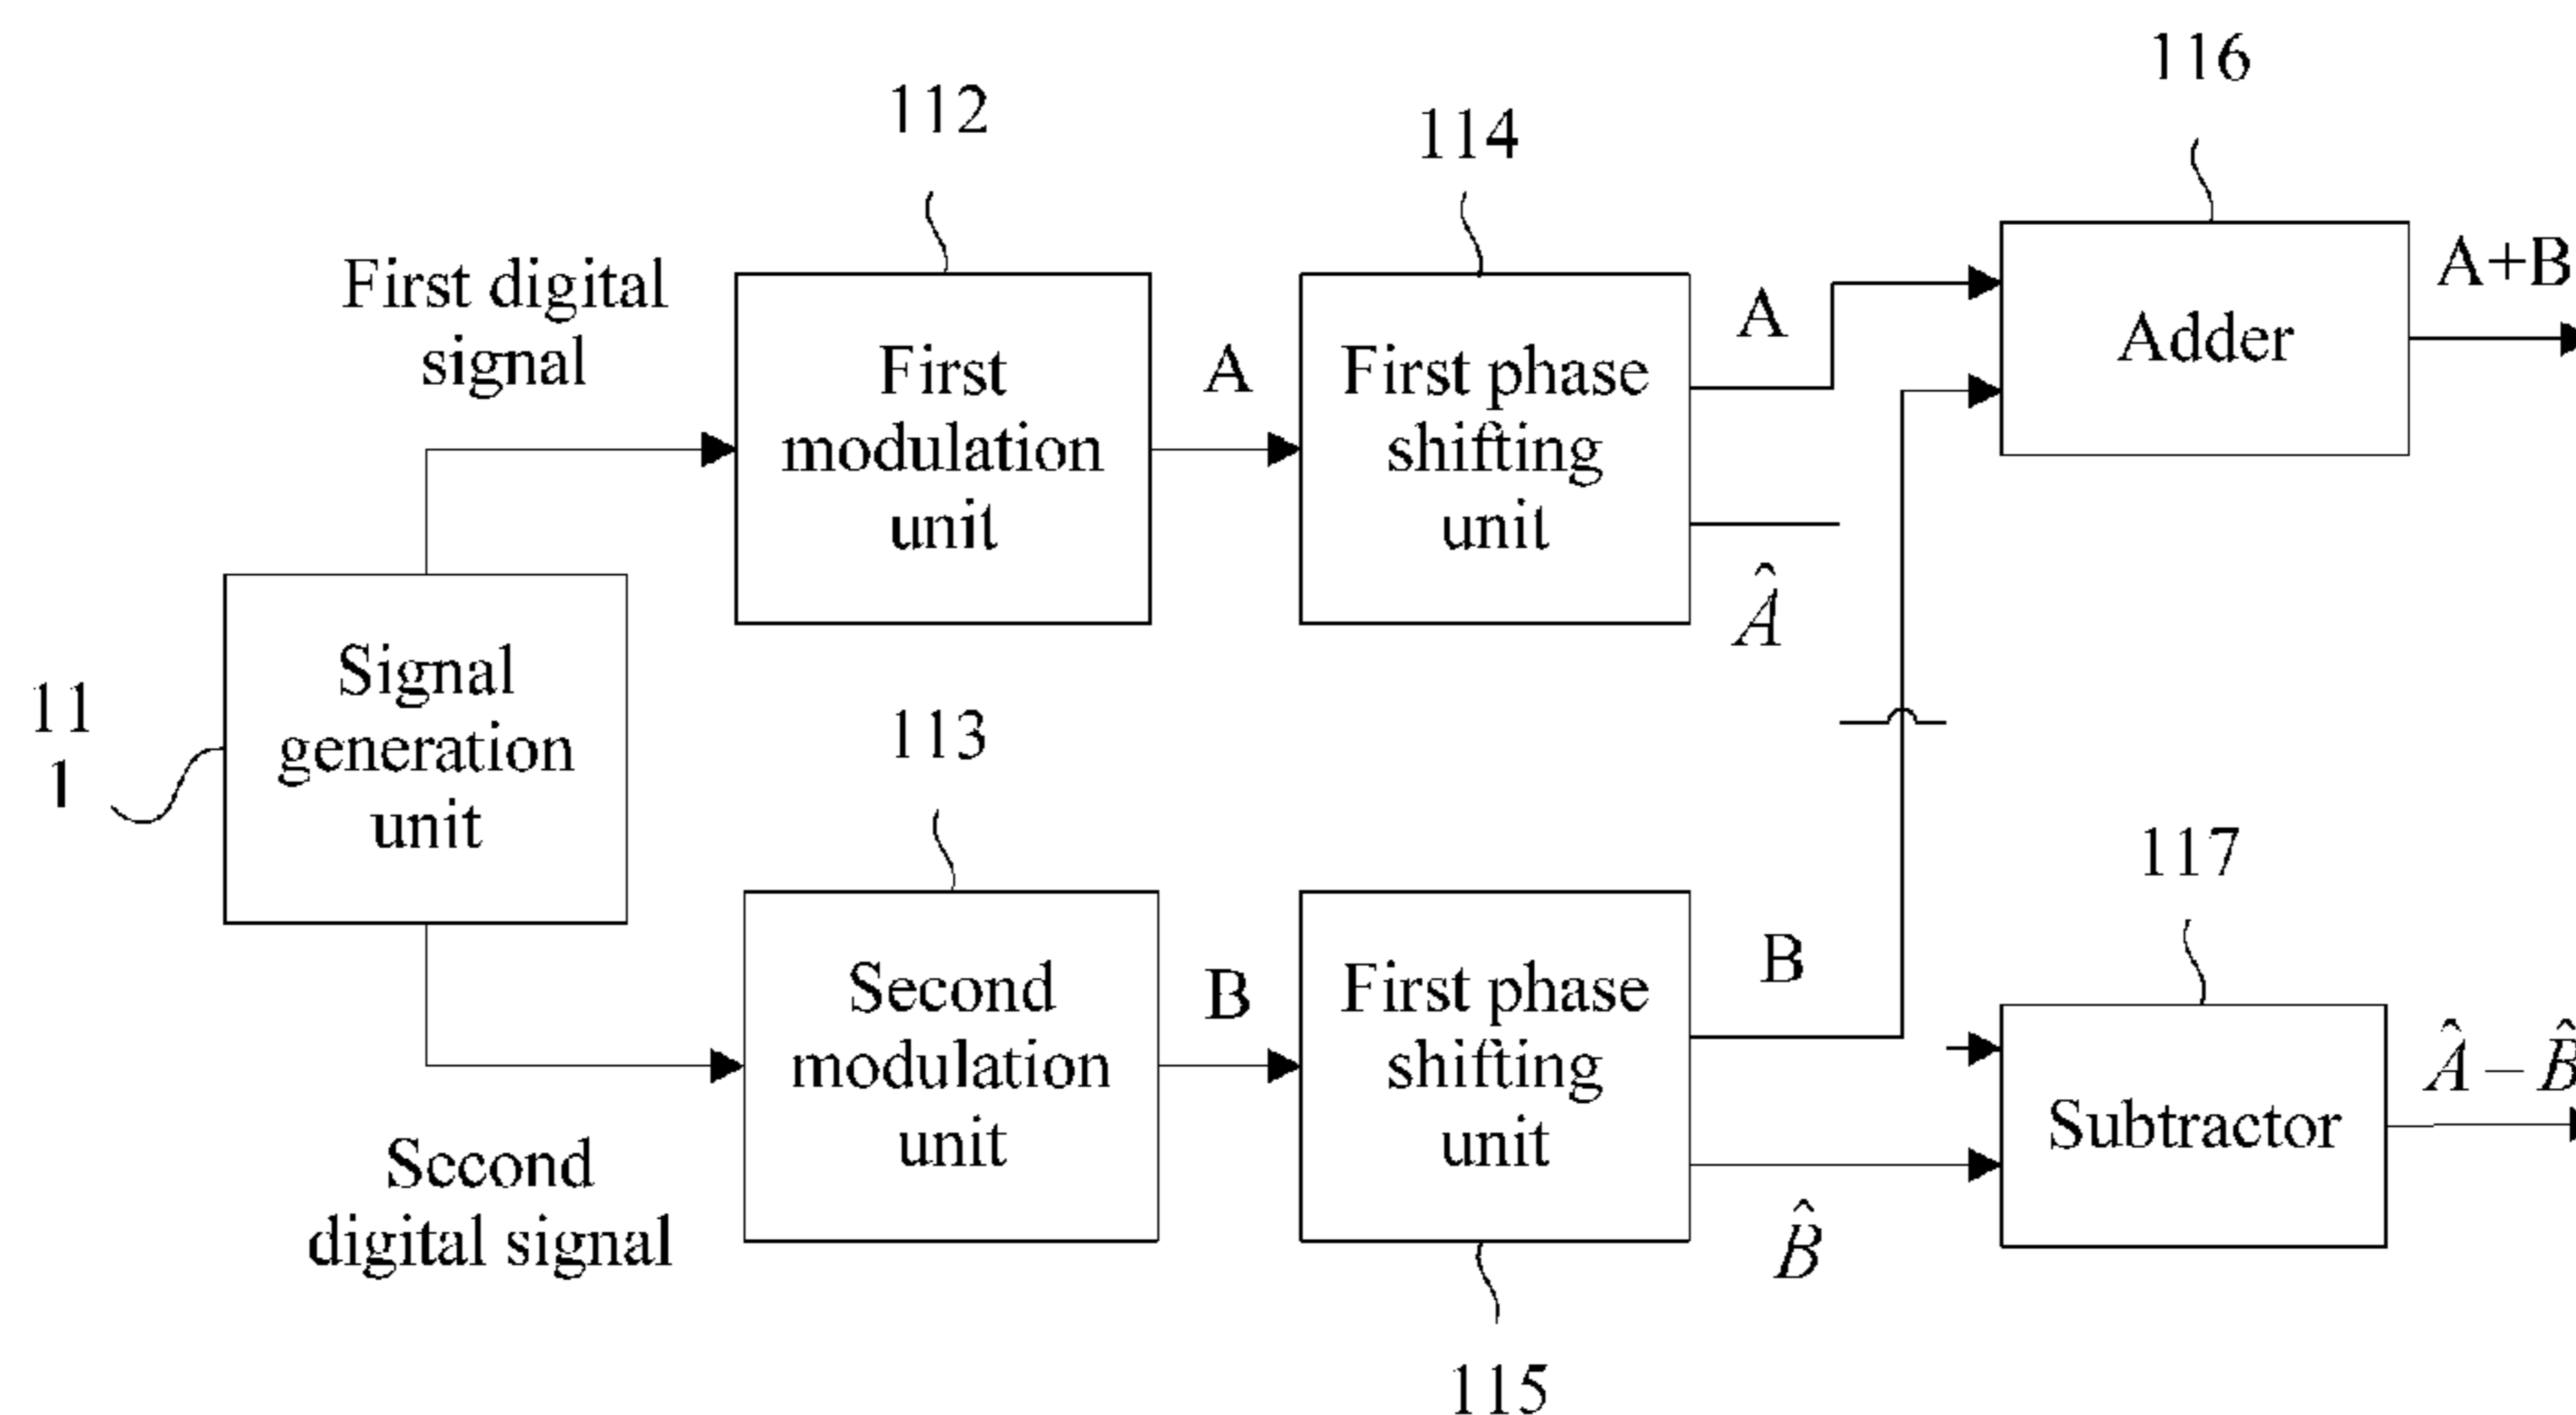 116
112
114
First digital
signal
A+B
A
Adder
First
modulation
unit
A
First phase
shifting
unit
Â
11
1
Signal
generation
unit
113
117
B
Second
modulation
unit
B
First phase
shifting
unit
Â – B̂
Subtractor
Second
digital signal
B̂
115